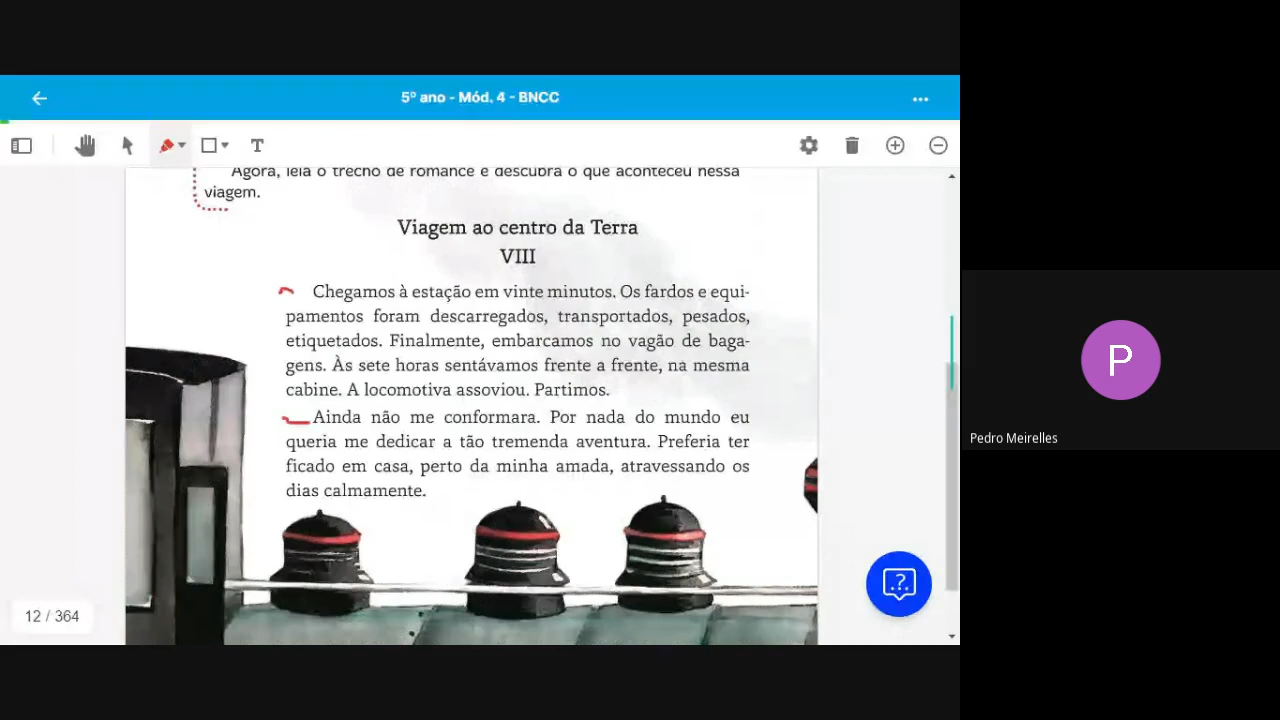 5º ano - Mód. 4 - BNCC
T
Agora, leia o trecho de romance e descubra o que aconteceu nessa
viagem.
Viagem ao centro da Terra
VIII
Chegamos à estação em vinte minutos. Os fardos e equi-
pamentos foram descarregados, transportados, pesados,
etiquetados. Finalmente, embarcamos no vagão de baga-
gens. Às sete horas sentávamos frente a frente, na mesma
cabine. A locomotiva assoviou. Partimos.
Ainda não me conformara. Por nada do mundo eu
queria me dedicar a tão tremenda aventura. Preferia ter
ficado em casa, perto da minha amada, atravessando os
dias calmamente.
12 / 364
P
Pedro Meirelles